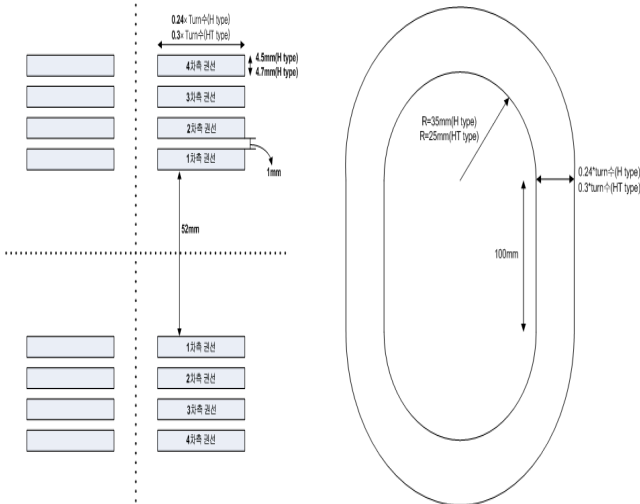 0.24× Turn수(H type)
0.3× Turn수(HT type)
4.5mm(H type)
4.7mm(H type)
4차측 권선
3차측 권선
2차측 권선
1차측 권선
1mm
52mm
1차측 권선
2차측 권선
3차측 권선
4차측 권선
R=35mm(H type)
R=25mm(HT type)
0.24*turn수(H type)
0.3*turn수(HT type)
100mm